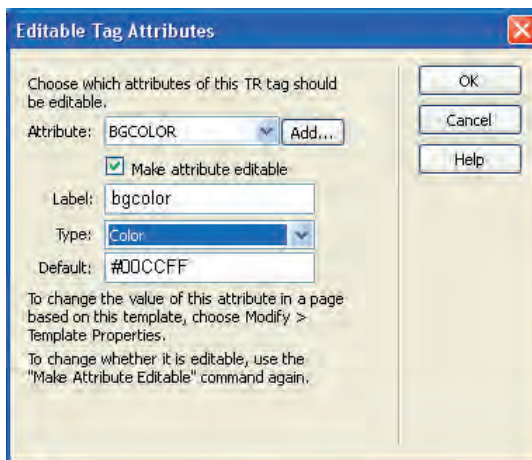 Editable Tag Attributes
Choose which attributes of this TR tag should
be editable.
Attribute: BGCOLOR Add...
Make attribute editable
Label: bgcolor
Type: Color
Default: #00CCFF
To change the value of this attribute in a page
based on this template, choose Modify >
Template Properties.
To change whether it is editable, use the
"Make Attribute Editable" command again.
OK
Cancel
Help